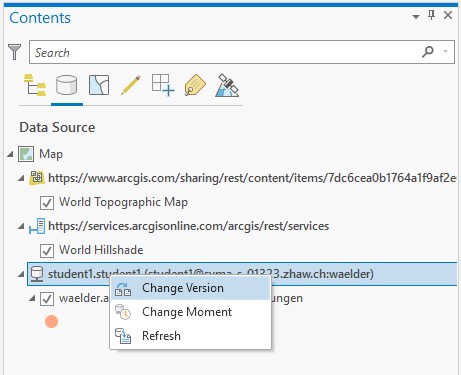 Contents
Search
Data Source
Map
https://www.arcgis.com/sharing/rest/content/items/7dc6cea0b1764a1f9af2e
World Topographic Map
https://services.arcgisonline.com/arcgis/rest/services
World Hillshade
student1.student1 (student1@svma-s-01323.zhaw.ch:waelder)
waelder.a ungen
Change Version
Change Moment
Refresh